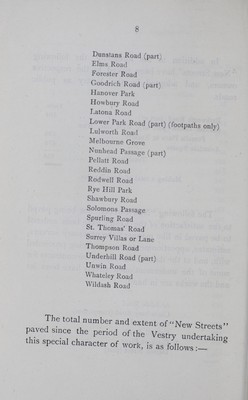 8
Dunstans Road (part)
Elms Road
Forester Road
Goodrich Road (part)
Hanover Park
Howbury Road
Latona Road
Lower Park Road (part) (footpaths only)
Lulworth Road
Melbourne Grove
Nunhead Passage (part)
Pellatt Road
Reddin Road
Rodwell Road
Rye Hill Park
Shawbury Road
Solomons Passage
Spurling Road
St. Thomas' Road
Surrey Villas or Lane
Thompson Road
Underhill Road (part)
Unwin Road
Whateley Road
Wildash Road
The total number and extent of "New Streets"
paved since the period of the Vestry undertaking
this special character of work, is as follows:—